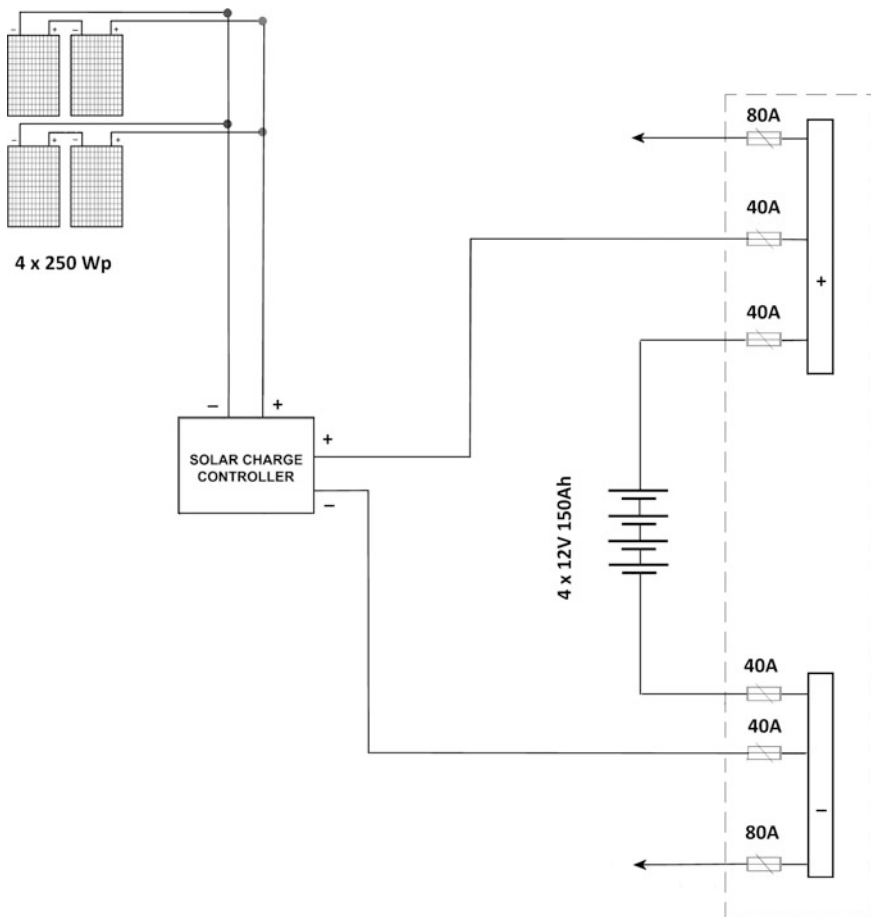 − + − +
− + − +
4 x 250 Wp
− +
SOLAR CHARGE
CONTROLLER
+
−
80A
40A
40A
+
4 x 12V 150Ah
40A
40A
80A
−